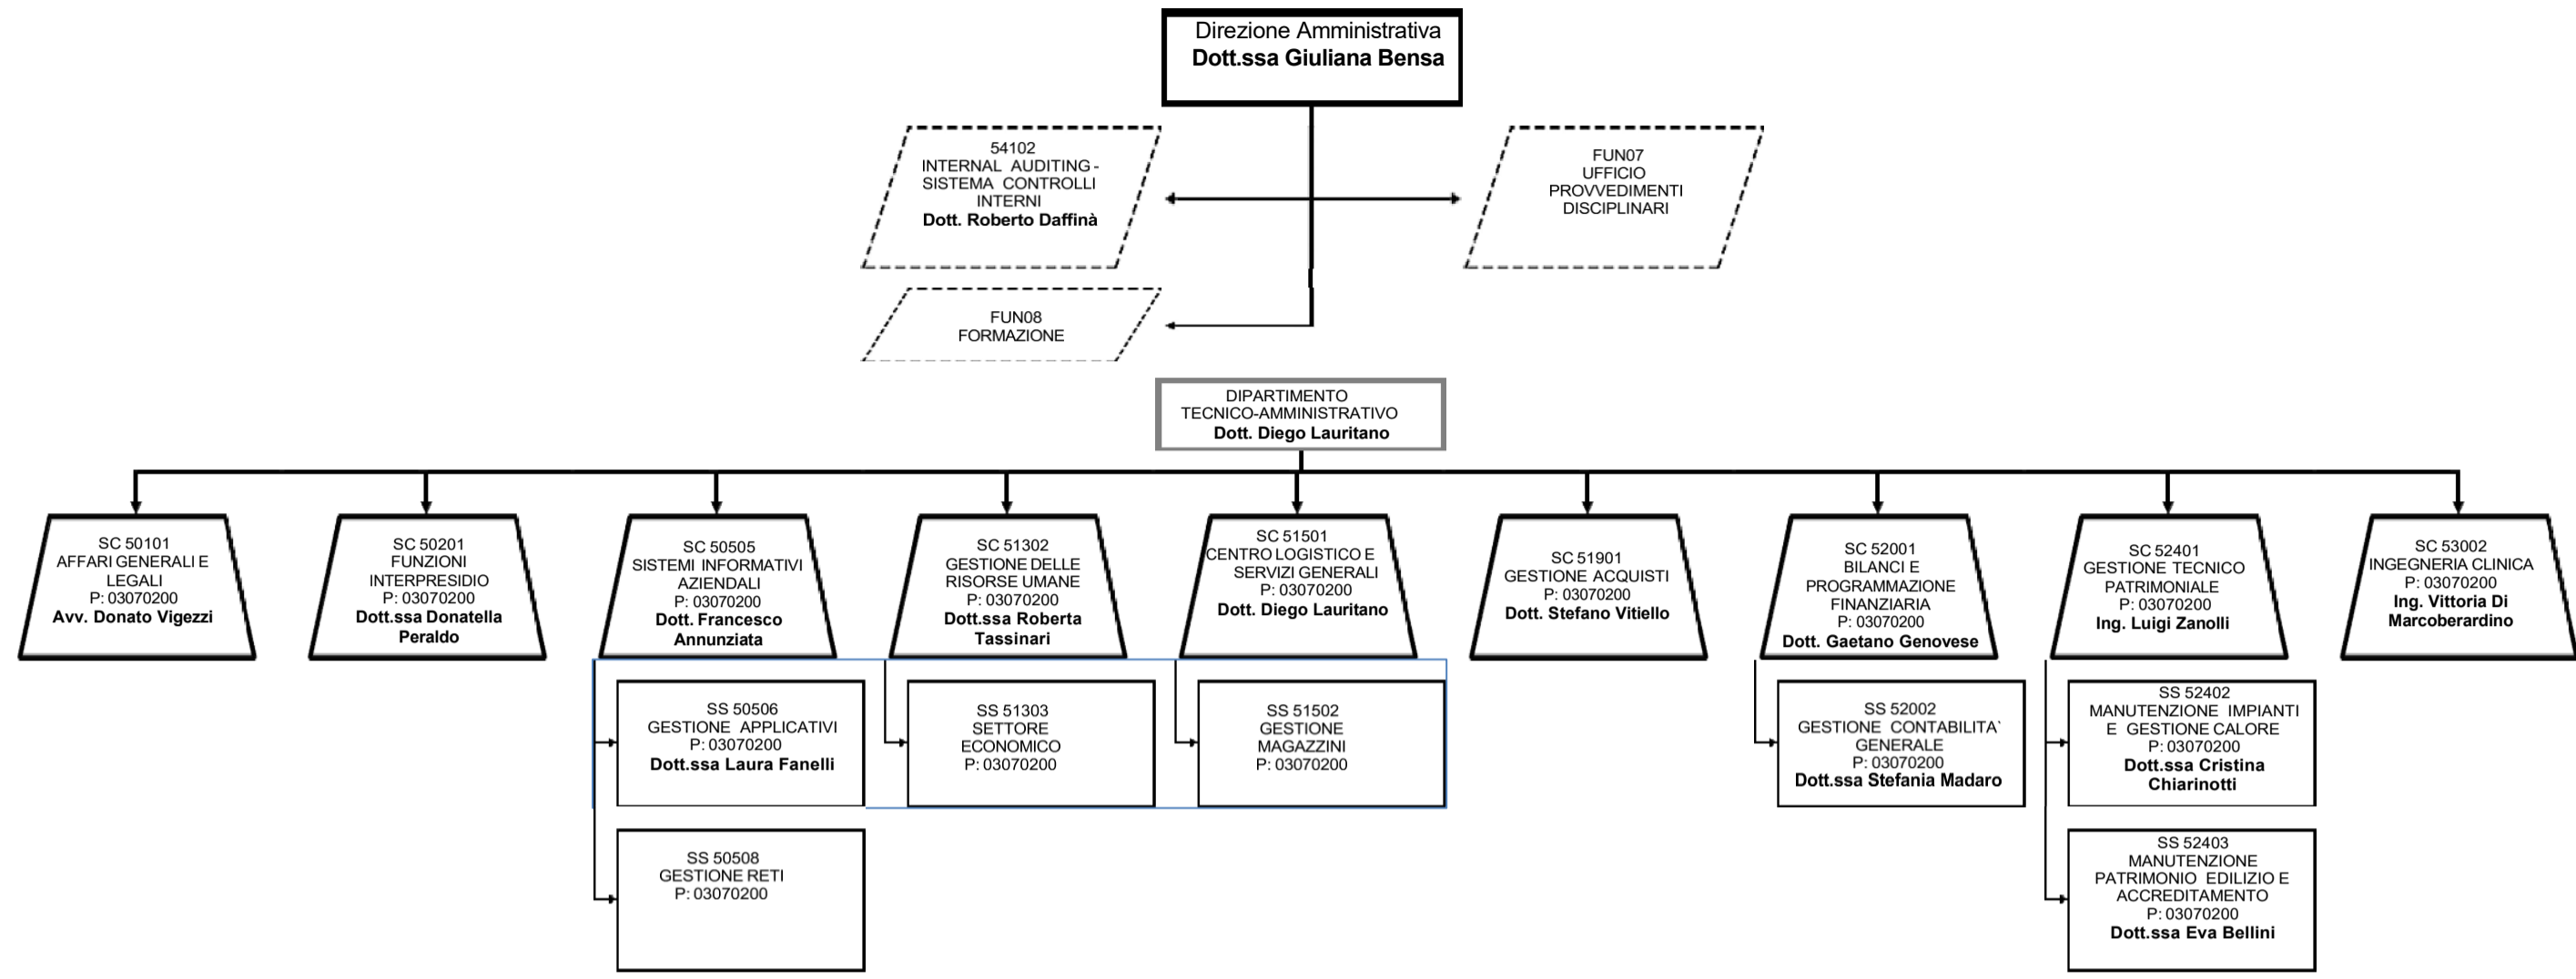 Direzione Amministrativa
Dott.ssa Giuliana Bensa
54102
INTERNAL AUDITING -
SISTEMA CONTROLLI
INTERNI
Dott. Roberto Daffinà
FUN07
UFFICIO
PROVVEDIMENTI
DISCIPLINARI
FUN08
FORMAZIONE
DIPARTIMENTO
TECNICO-AMMINISTRATIVO
Dott. Diego Lauritano
SC 50101
AFFARI GENERALI E
LEGALI
P: 03070200
Avv. Donato Vigezzi
SC 50201
FUNZIONI
INTERPRESIDIO
P: 03070200
Dott.ssa Donatella
Peraldo
SC 50505
SISTEMI INFORMATIVI
AZIENDALI
P: 03070200
Dott. Francesco
Annunziata
SC 51302
GESTIONE DELLE
RISORSE UMANE
P: 03070200
Dott.ssa Roberta
Tassinari
SC 51501
CENTRO LOGISTICO E
SERVIZI GENERALI
P: 03070200
Dott. Diego Lauritano
SC 51901
GESTIONE ACQUISTI
P: 03070200
Dott. Stefano Vitiello
SC 52001
BILANCI E
PROGRAMMAZIONE
FINANZIARIA
P: 03070200
Dott. Gaetano Genovese
SC 52401
GESTIONE TECNICO
PATRIMONIALE
P: 03070200
Ing. Luigi Zanolli
SC 53002
INGEGNERIA CLINICA
P: 03070200
Ing. Vittoria Di
Marcoberardino
SS 50506
GESTIONE APPLICATIVI
P: 03070200
Dott.ssa Laura Fanelli
SS 51303
SETTORE
ECONOMICO
P: 03070200
SS 51502
GESTIONE
MAGAZZINI
P: 03070200
SS 52002
GESTIONE CONTABILITA`
GENERALE
P: 03070200
Dott.ssa Stefania Madaro
SS 52402
MANUTENZIONE IMPIANTI
E GESTIONE CALORE
P: 03070200
Dott.ssa Cristina
Chiarinotti
SS 50508
GESTIONE RETI
P: 03070200
SS 52403
MANUTENZIONE
PATRIMONIO EDILIZIO E
ACCREDITAMENTO
P: 03070200
Dott.ssa Eva Bellini